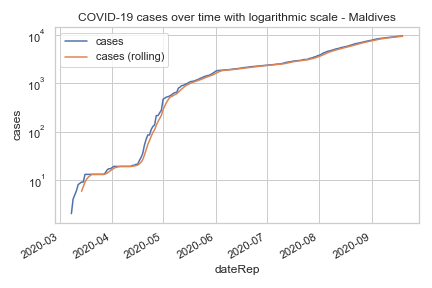 COVID-19 cases over time with logarithmic scale - Maldives
cases
cases (rolling)
10⁴
10³
10²
10¹
cases
2020-03
2020-04
2020-05
2020-06
2020-07
2020-08
2020-09
dateRep